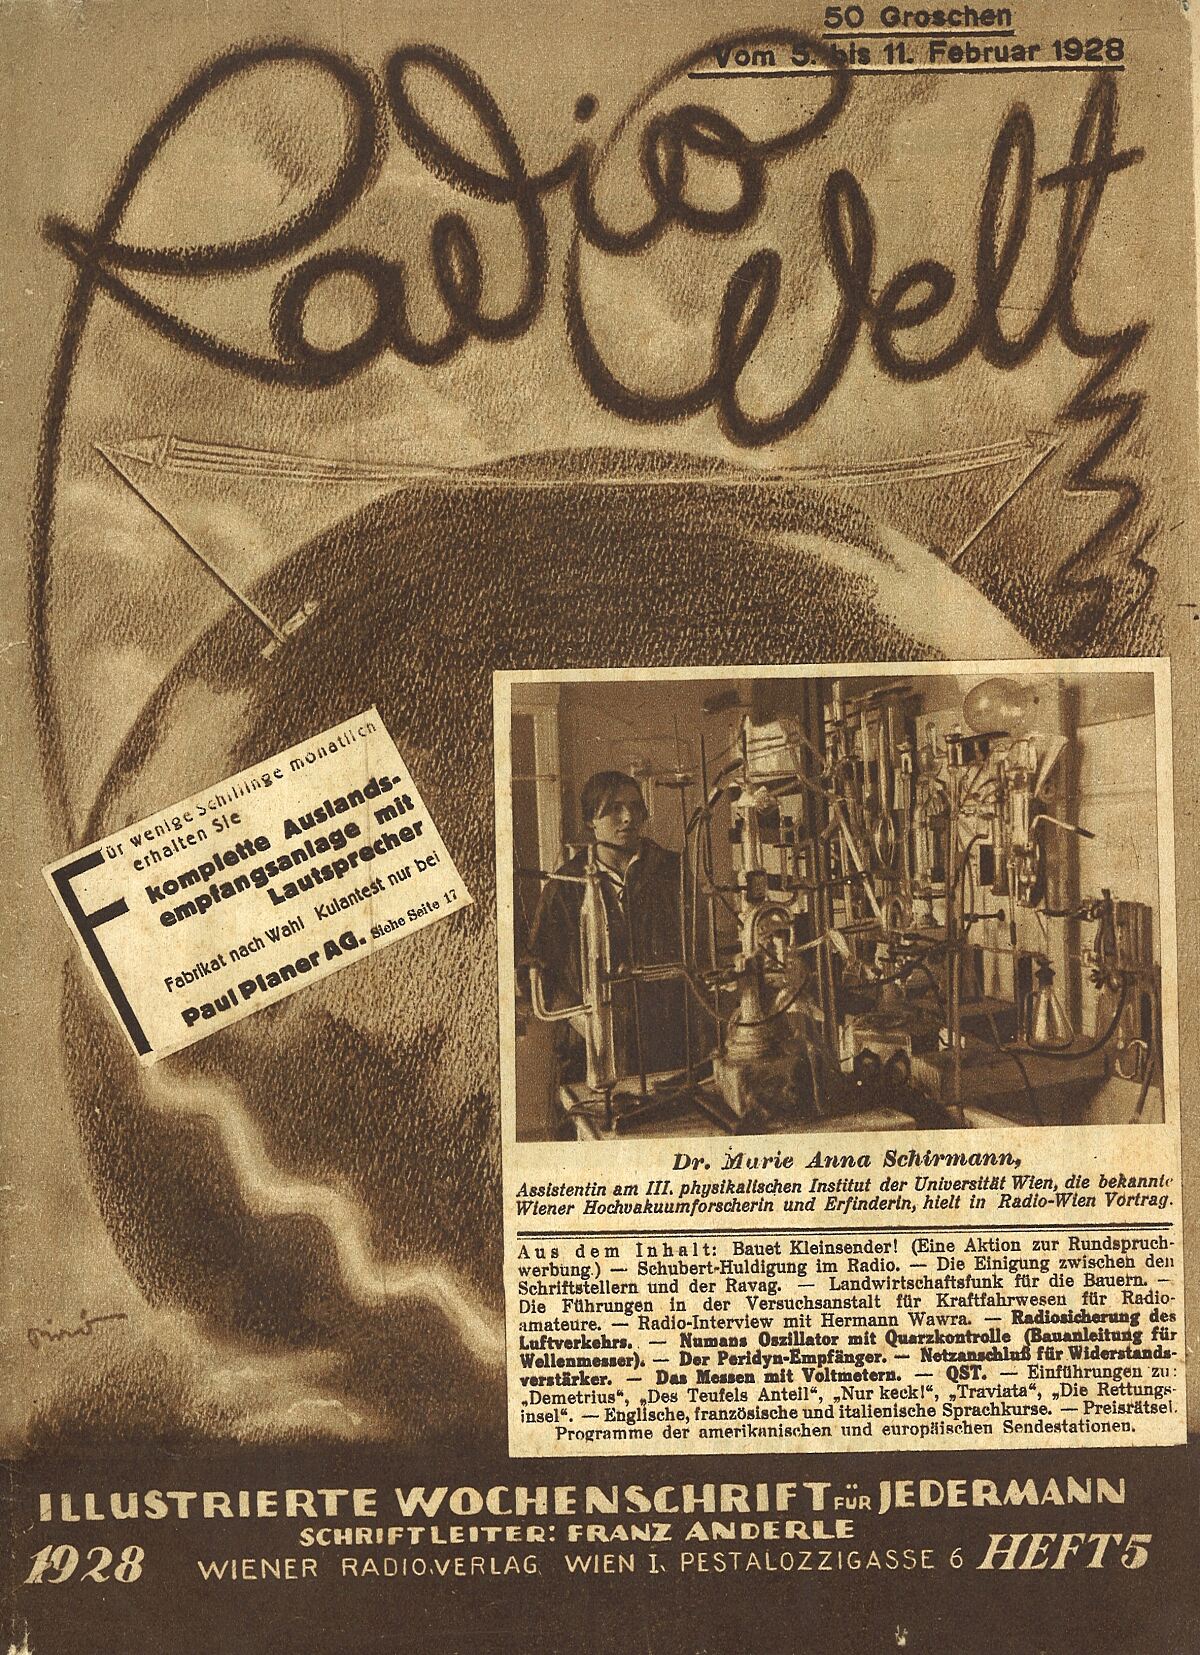 50 Groschen
Vom 5. bis 11. Februar 1928
Radio
Welt
Für wenige Schillinge monatlich
erhalten Sie
komplette Auslands-
empfangsanlage mit
Lautsprecher
Fabrikat nach Wahl Kulantest nur bei
Paul Planer AG. Siehe Seite 17
Dr. Marie Anna Schirmann,
Assistentin am III. physikalischen Institut der Universität Wien, die bekannte
Wiener Hochvakuumforscherin und Erfinderin, hielt in Radio-Wien Vortrag.
Aus dem Inhalt: Bauet Kleinsender! (Eine Aktion zur Rundspruch-
werbung.) — Schubert-Huldigung im Radio. — Die Einigung zwischen den
Schriftstellern und der Ravag. — Landwirtschaftsfunk für die Bauern. —
Die Führungen in der Versuchsanstalt für Kraftfahrwesen für Radio-
amateure. — Radio-Interview mit Hermann Wawra. — Radiosicherung des
Luftverkehrs. — Numans Oszillator mit Quarzkontrolle (Bauanleitung für
Wellenmesser). — Der Peridyn-Empfänger. — Netzanschluß für Widerstands-
verstärker. — Das Messen mit Voltmetern. — QST. — Einführungen zu:
„Demetrius“, „Des Teufels Anteil“, „Nur keck!“, „Traviata“, „Die Rettungs-
insel“. — Englische, französische und italienische Sprachkurse. — Preisrätsel.
Programme der amerikanischen und europäischen Sendestationen.
ILLUSTRIERTE WOCHENSCHRIFT FÜR JEDERMANN
SCHRIFTLEITER: FRANZ ANDERLE
1928 WIENER RADIO-VERLAG WIEN I. PESTALOZZIGASSE 6 HEFT 5